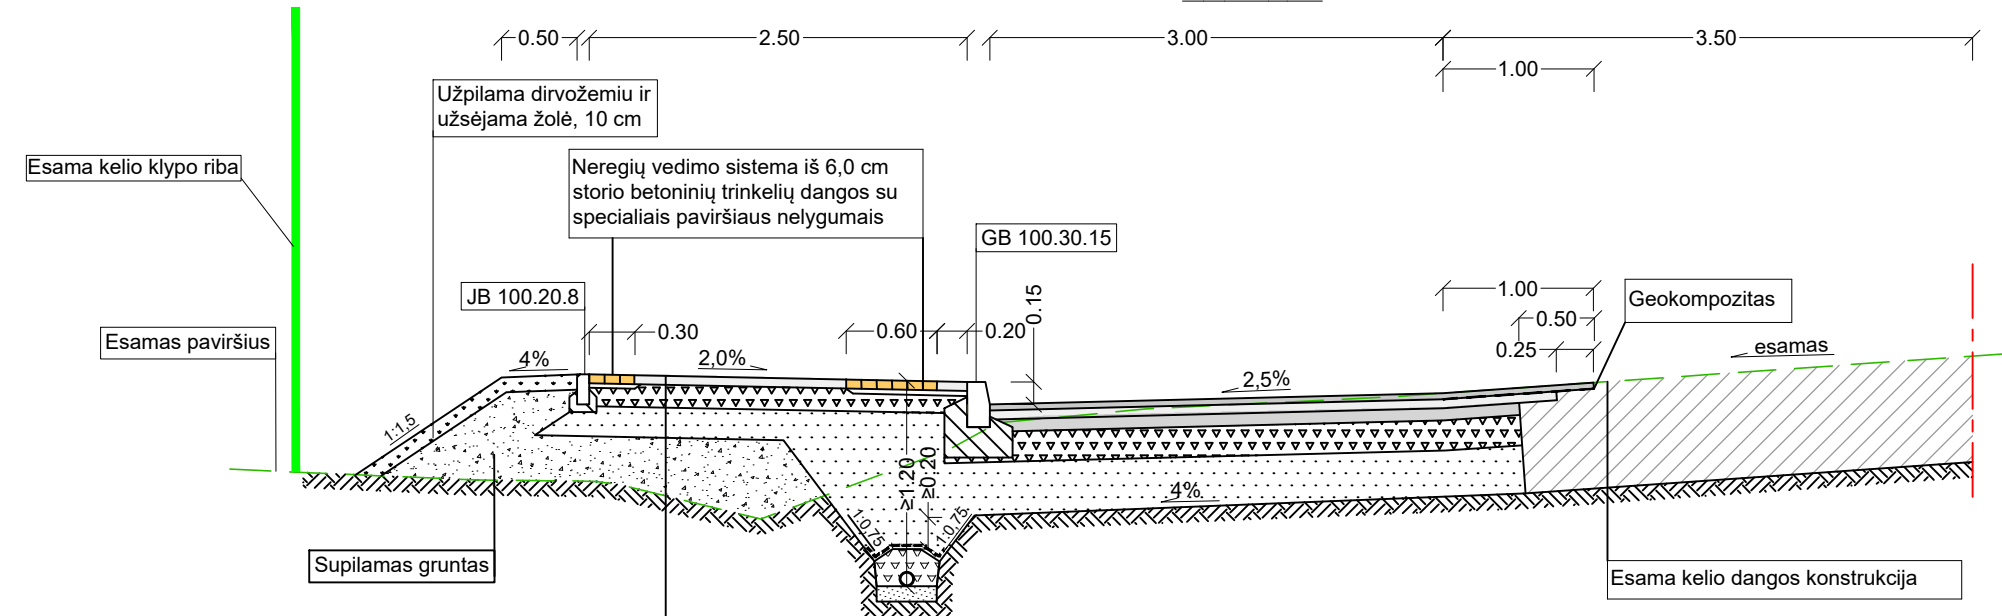 0.50
2.50
3.00
3.50
1.00
Užpilama dirvožemiu ir
užsėjama žolė, 10 cm
Esama kelio klypo riba
Neregių vedimo sistema iš 6,0 cm
storio betoninių trinkelių dangos su
specialiais paviršiaus nelygumais
GB 100.30.15
JB 100.20.8
0.15
1.00
Geokompozitas
Esamas paviršius
0.30
0.60
0.20
0.50
0.25
esamas
4%
2,0%
2,5%
1:1,5
≥1.20
≥0.20
4%
1:0,75
1:0,75
Supilamas gruntas
Esama kelio dangos konstrukcija